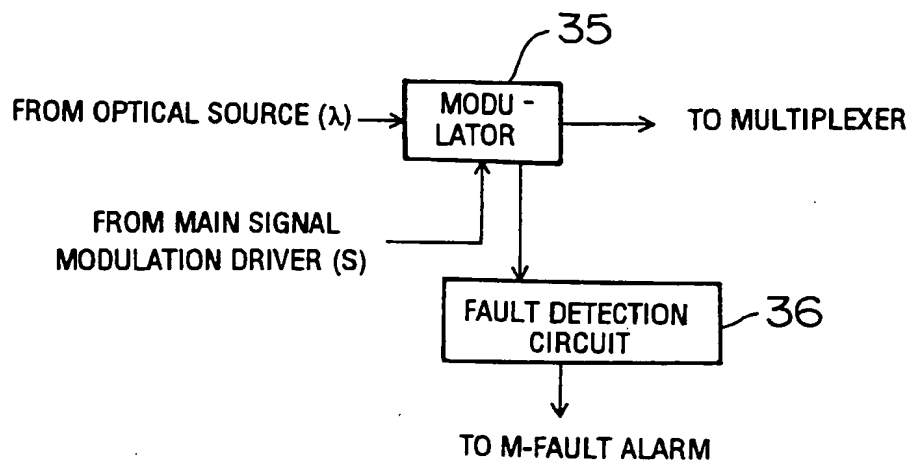 35
FROM OPTICAL SOURCE (λ)
MODU-
LATOR
TO MULTIPLEXER
FROM MAIN SIGNAL
MODULATION DRIVER (S)
FAULT DETECTION
CIRCUIT
36
TO M-FAULT ALARM